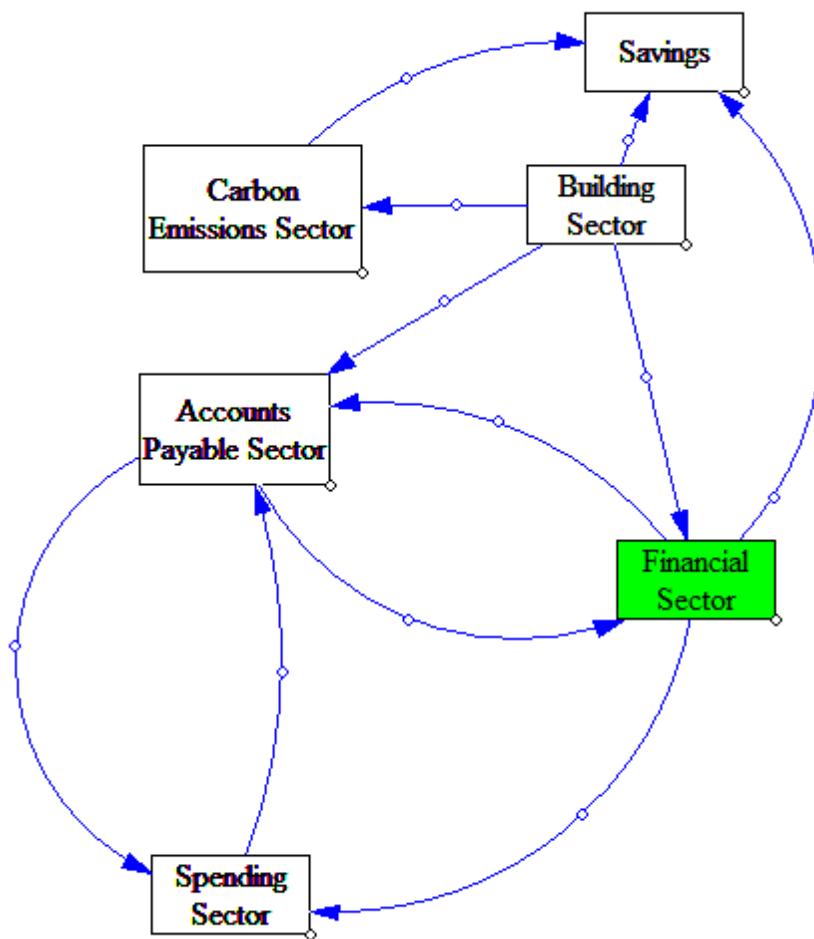 Savings
Carbon
Emissions Sector
Building
Sector
Accounts
Payable Sector
Financial
Sector
Spending
Sector